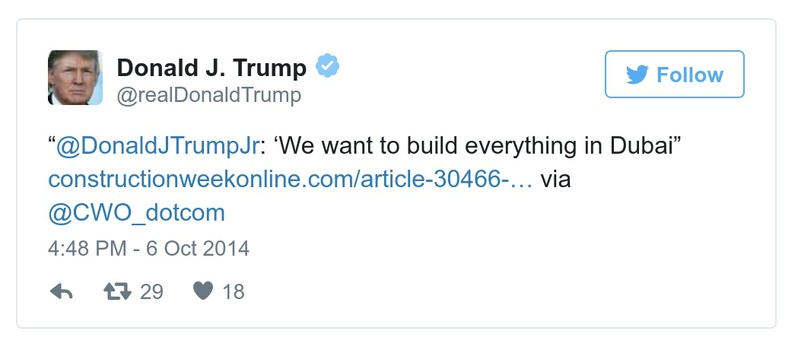 Donald J. Trump
@realDonaldTrump
Follow
“@DonaldJTrumpJr: ‘We want to build everything in Dubai”
constructionweekonline.com/article-30466-… via
@CWO_dotcom
4:48 PM - 6 Oct 2014
29 18